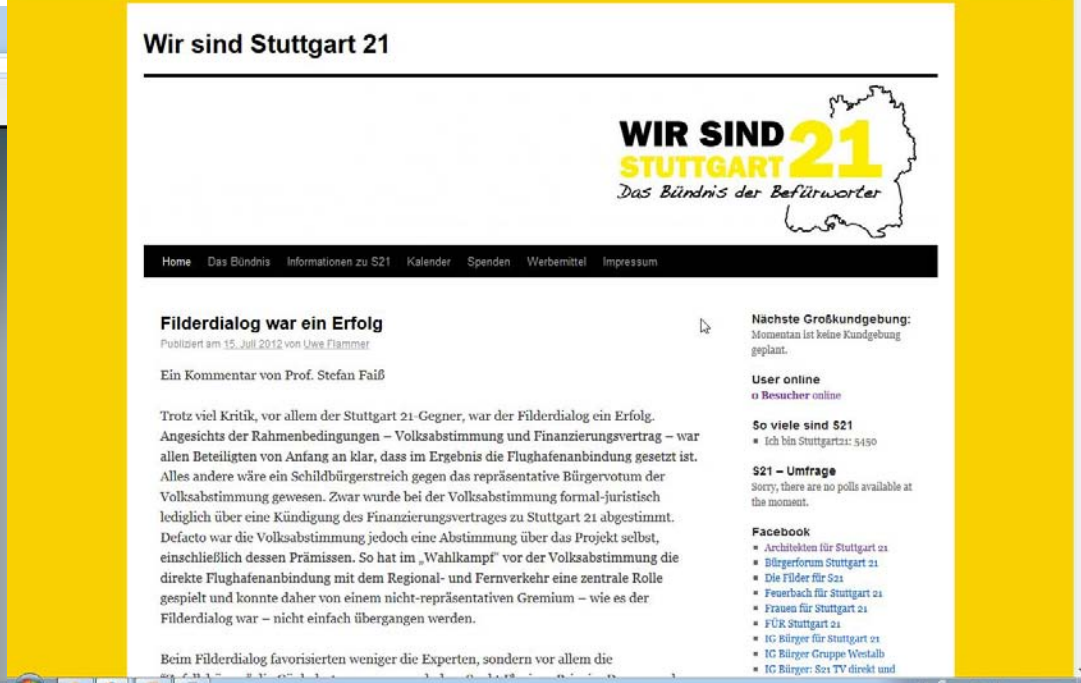 Wir sind Stuttgart 21
WIR SIND
STUTTGART 21
Das Bündnis der Befürworter
Home Das Bündnis Informationen zu S21 Kalender Spenden Werbemittel Impressum
Filderdialog war ein Erfolg
Publiziert am 15. Juli 2012 von Uwe Flammer
Ein Kommentar von Prof. Stefan Faiß
Trotz viel Kritik, vor allem der Stuttgart 21-Gegner, war der Filderdialog ein Erfolg.
Angesichts der Rahmenbedingungen – Volksabstimmung und Finanzierungsvertrag – war
allen Beteiligten von Anfang an klar, dass im Ergebnis die Flughafenanbindung gesetzt ist.
Alles andere wäre ein Schildbürgerstreich gegen das repräsentative Bürgervotum der
Volksabstimmung gewesen. Zwar wurde bei der Volksabstimmung formal-juristisch
lediglich über eine Kündigung des Finanzierungsvertrages zu Stuttgart 21 abgestimmt.
Defacto war die Volksabstimmung jedoch eine Abstimmung über das Projekt selbst,
einschließlich dessen Prämissen. So hat im „Wahlkampf" vor der Volksabstimmung die
direkte Flughafenanbindung mit dem Regional- und Fernverkehr eine zentrale Rolle
gespielt und konnte daher von einem nicht-repräsentativen Gremium – wie es der
Filderdialog war – nicht einfach übergangen werden.
Beim Filderdialog favorisierten weniger die Experten, sondern vor allem die
Nächste Großkundgebung:
Momentan ist keine Kundgebung
geplant.
User online
0 Besucher online
So viele sind S21
Ich bin Stuttgart21: 5450
S21 – Umfrage
Sorry, there are no polls available at
the moment.
Facebook
Architekten für Stuttgart 21
Bürgerforum Stuttgart 21
Die Filder für S21
Feuerbach für Stuttgart 21
Frauen für Stuttgart 21
FÜR Stuttgart 21
IG Bürger für Stuttgart 21
IG Bürger Gruppe Westalb
IG Bürger: S21 TV direkt und